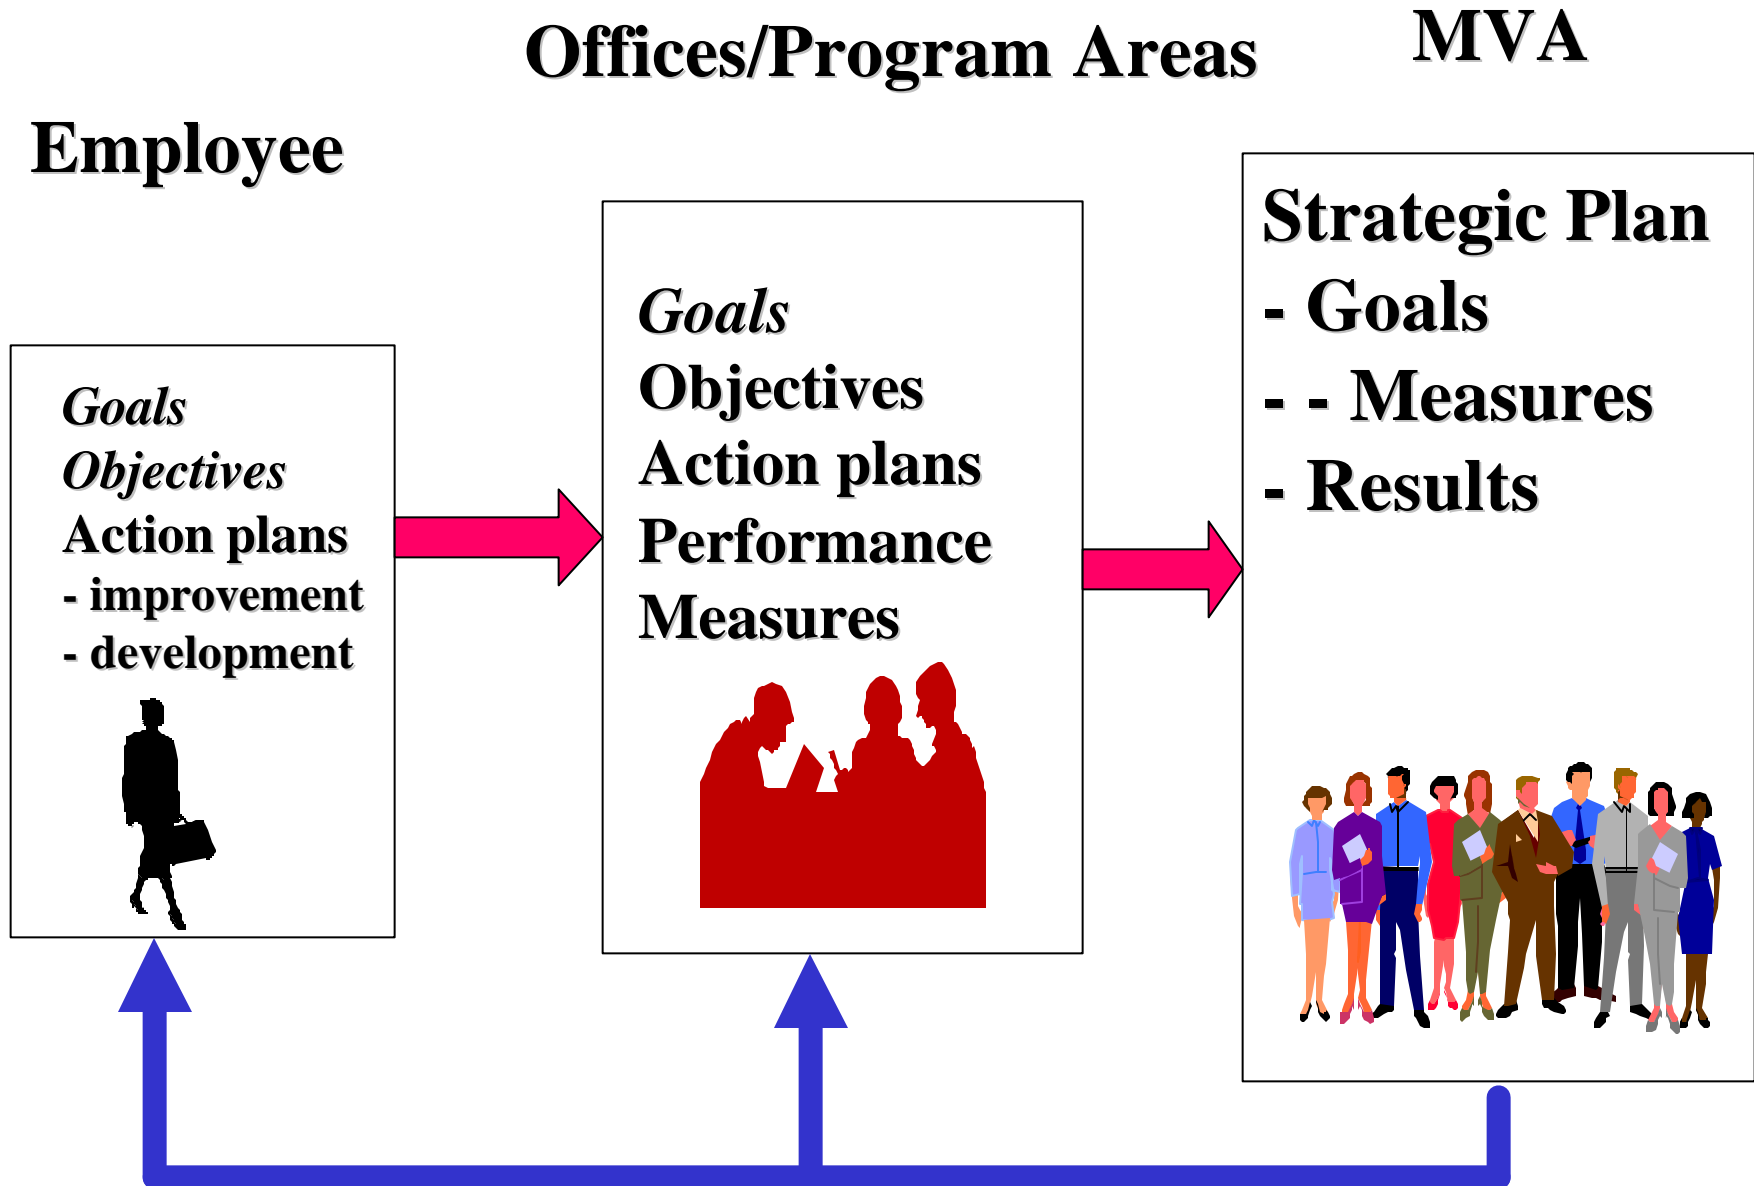 Offices/Program Areas
MVA
Employee
Goals
Objectives
Action plans
- improvement
- development
Goals
Objectives
Action plans
Performance
Measures
Strategic Plan
- Goals
- - Measures
- Results